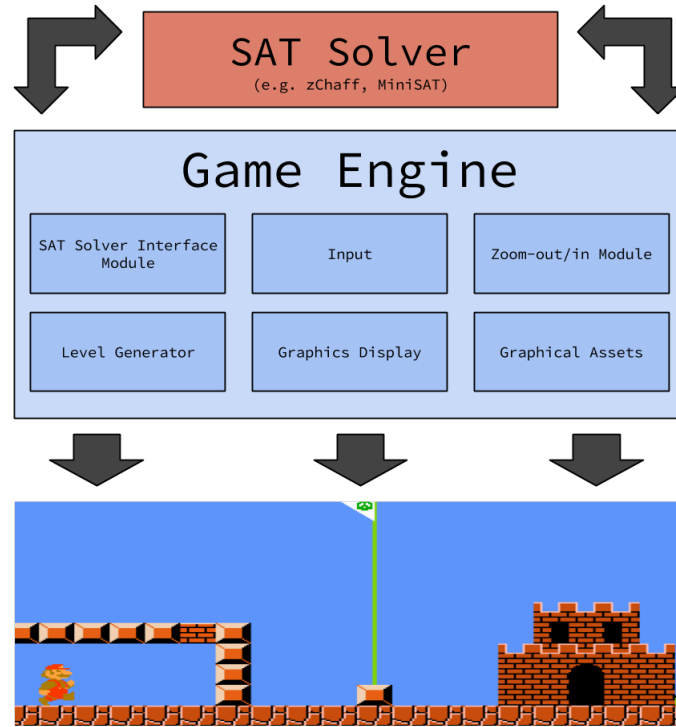 SAT Solver
(e.g. zChaff, MiniSAT)
Game Engine
SAT Solver Interface
Module
Input
Zoom-out/in Module
Level Generator
Graphics Display
Graphical Assets